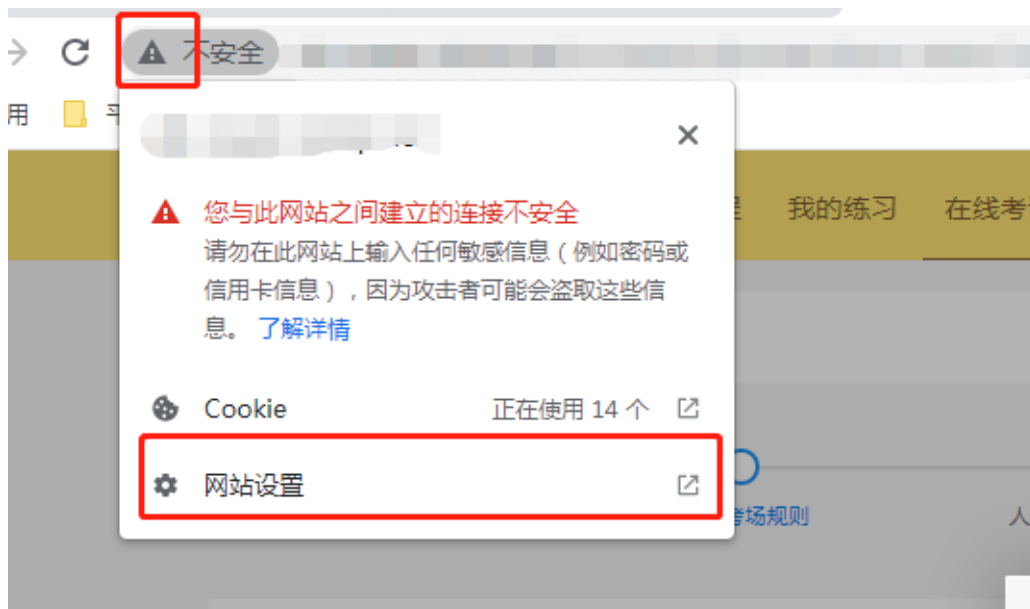 不安全
用
我的练习
在线考
您与此网站之间建立的连接不安全
请勿在此网站上输入任何敏感信息（例如密码或
信用卡信息），因为攻击者可能会盗取这些信
息。 了解详情
Cookie 正在使用 14 个
网站设置
场规则
人